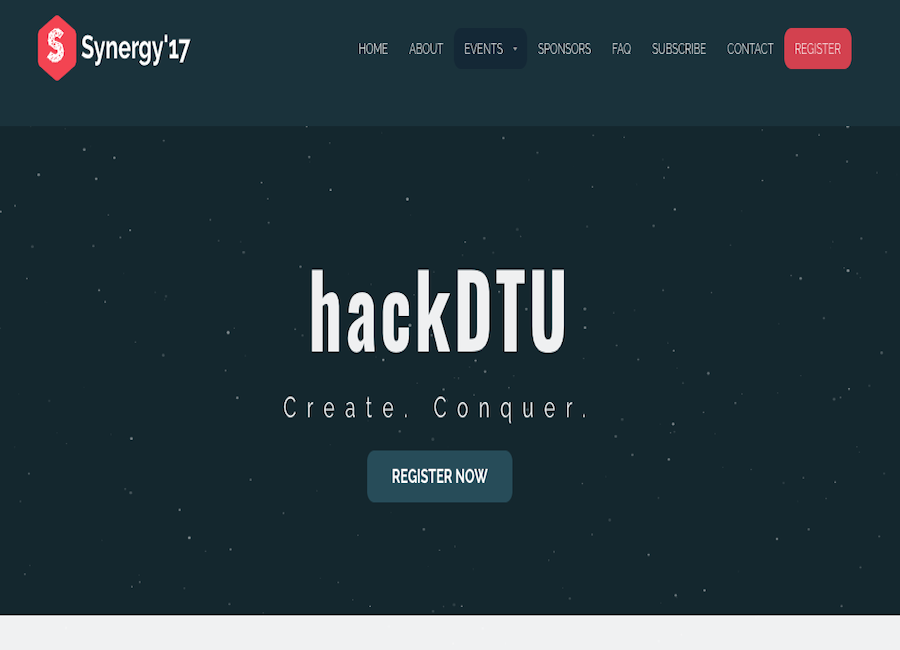 Synergy'17
HOME ABOUT EVENTS SPONSORS FAQ SUBSCRIBE CONTACT REGISTER
hackDTU
Create. Conquer.
REGISTER NOW